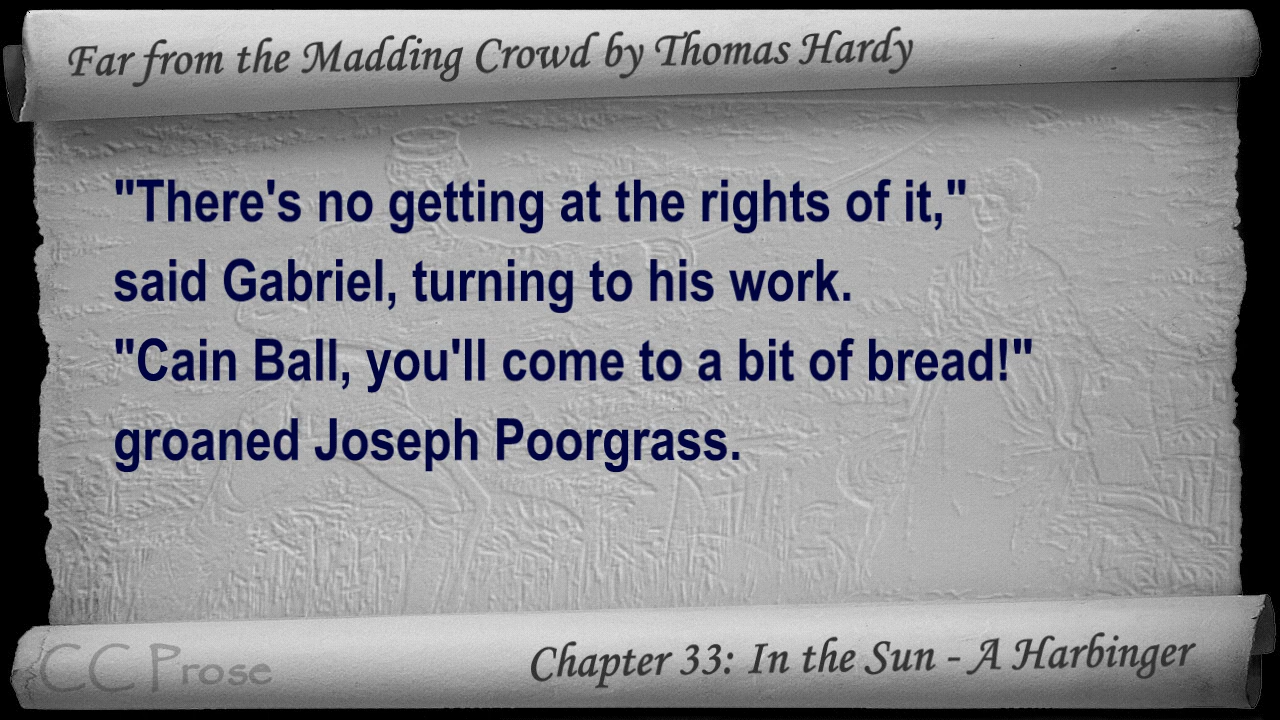 Far from the Madding Crowd by Thomas Hardy
"There's no getting at the rights of it,"
said Gabriel, turning to his work.
"Cain Ball, you'll come to a bit of bread!"
groaned Joseph Poorgrass.
CC Prose
Chapter 33: In the Sun - A Harbinger